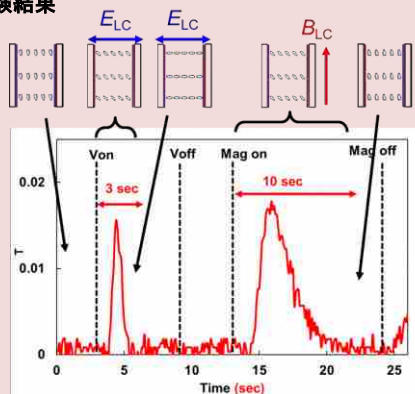 験結果
E_LC E_LC B_LC
Von Voff Mag on Mag off
3 sec 10 sec
0.02
0.01
0
T
0 5 10 15 20 25
Time (sec)